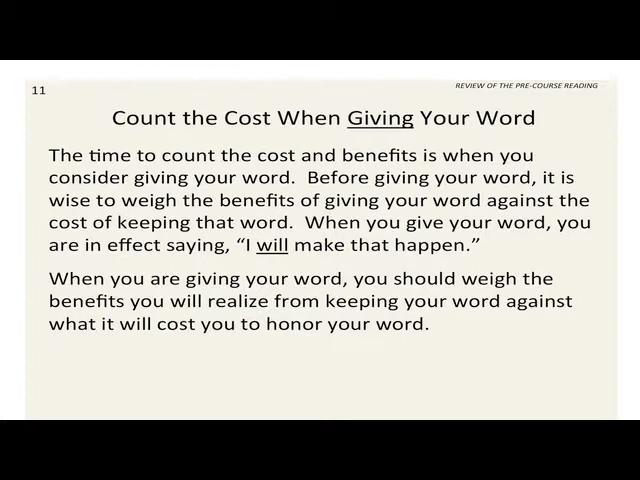 11
REVIEW OF THE PRE-COURSE READING
Count the Cost When Giving Your Word
The time to count the cost and benefits is when you
consider giving your word.  Before giving your word, it is
wise to weigh the benefits of giving your word against the
cost of keeping that word.  When you give your word, you
are in effect saying, “I will make that happen.”
When you are giving your word, you should weigh the
benefits you will realize from keeping your word against
what it will cost you to honor your word.